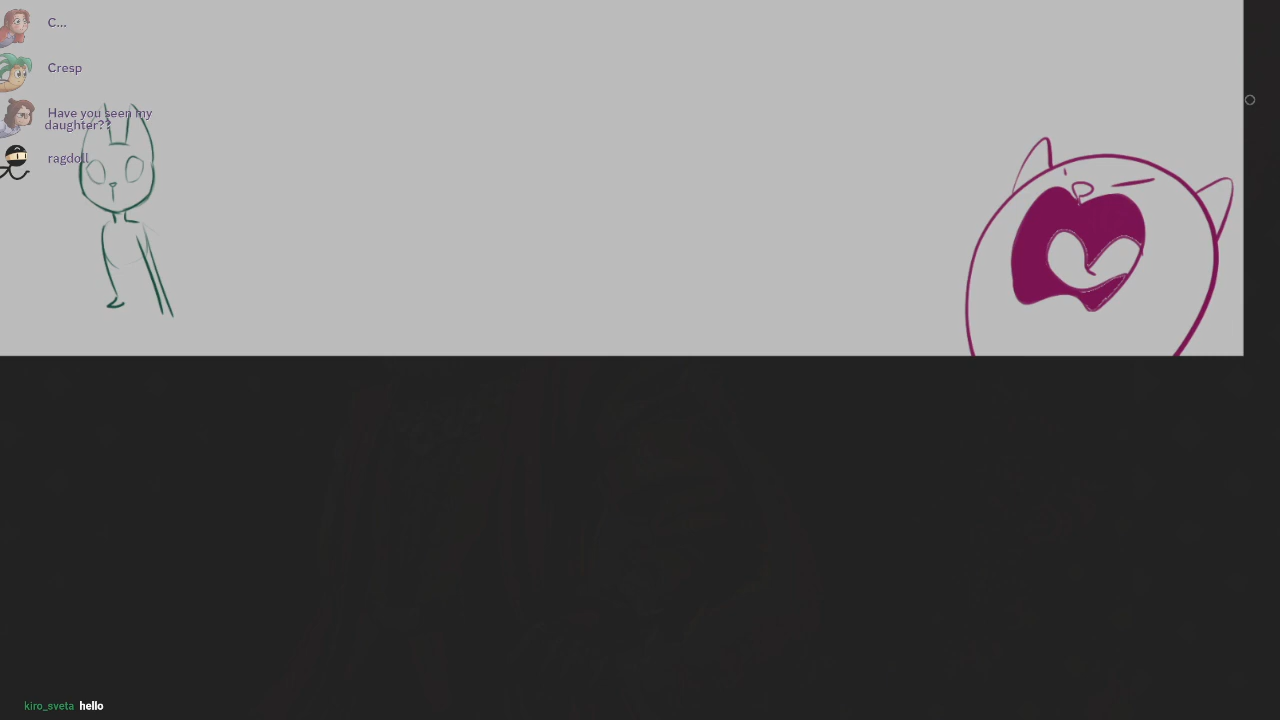 C...
Cresp
Have you seen my
daughter??
ragdoll
kiro_sveta hello